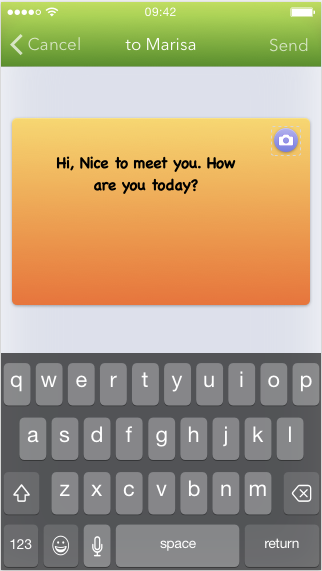 09:42
Cancel to Marisa Send
Hi, Nice to meet you. How
are you today?
q w e r t y u i o p
a s d f g h j k l
z x c v b n m
123 space return